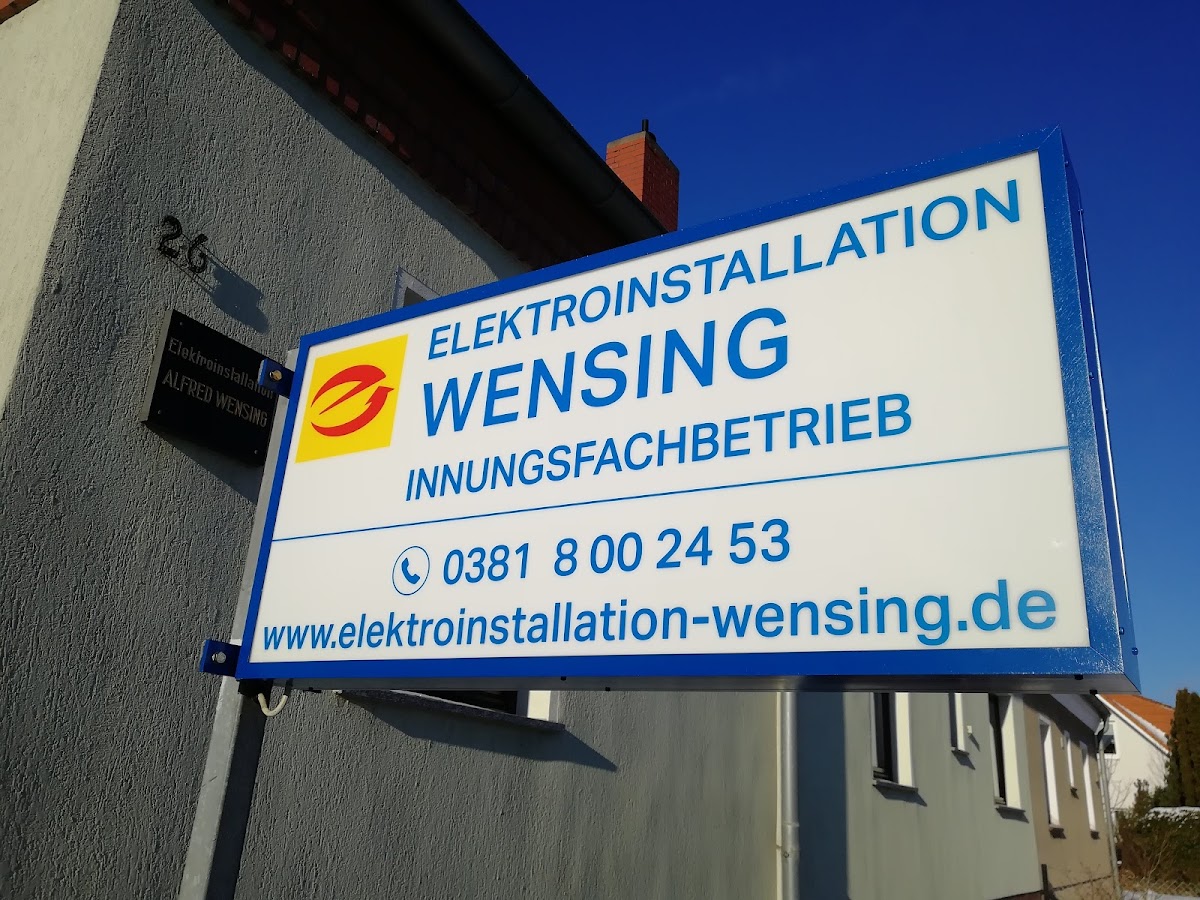 26
Elektroinstallation
ALFRED WENSING
ELEKTROINSTALLATION
WENSING
INNUNGSFACHBETRIEB
0381 8 00 24 53
www.elektroinstallation-wensing.de